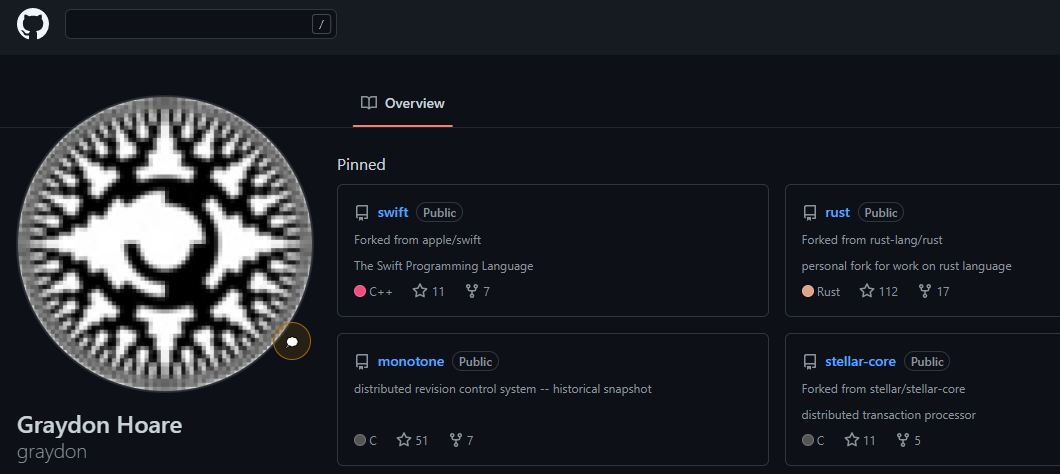 /
Overview
Pinned
swift Public
Forked from apple/swift
The Swift Programming Language
C++ 11 7
rust Public
Forked from rust-lang/rust
personal fork for work on rust language
Rust 112 17
monotone Public
distributed revision control system -- historical snapshot
C 51 7
stellar-core Public
Forked from stellar/stellar-core
distributed transaction processor
C 11 5
Graydon Hoare
graydon